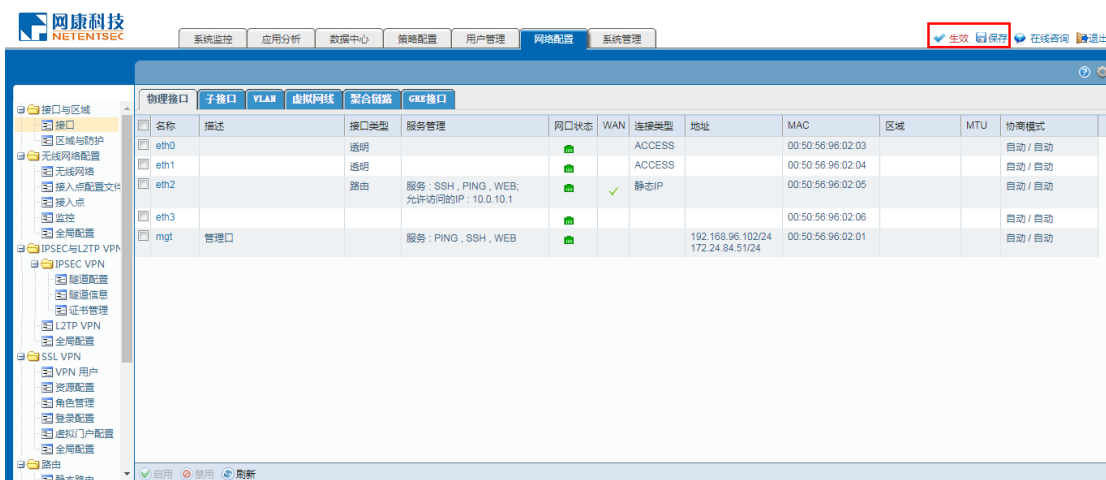 网康科技
NETENTSEC
系统监控 应用分析 数据中心 策略配置 用户管理 网络配置 系统管理
生效 保存 在线咨询 退出
物理接口 子接口 VLAN 虚拟网线 聚合链路 GRE接口
名称 描述 接口类型 服务管理 网口状态 WAN 连接类型 地址 MAC 区域 MTU 协商模式
eth0 透明 ACCESS 00:50:56:96:02:03 自动 / 自动
eth1 透明 ACCESS 00:50:56:96:02:04 自动 / 自动
eth2 路由 服务 : SSH , PING , WEB; 静态IP 00:50:56:96:02:05 自动 / 自动
允许访问的IP : 10.0.10.1
eth3 00:50:56:96:02:06 自动 / 自动
mgt 管理口 服务 : PING , SSH , WEB 192.168.96.102/24 00:50:56:96:02:01 自动 / 自动
172.24.84.51/24
接口与区域
接口
区域与防护
无线网络配置
无线网络
接入点配置文件
接入点
监控
全局配置
IPSEC与L2TP VPN
IPSEC VPN
隧道配置
隧道信息
证书管理
L2TP VPN
全局配置
SSL VPN
VPN 用户
资源配置
角色管理
登录配置
虚拟门户配置
全局配置
路由
启用 禁用 刷新